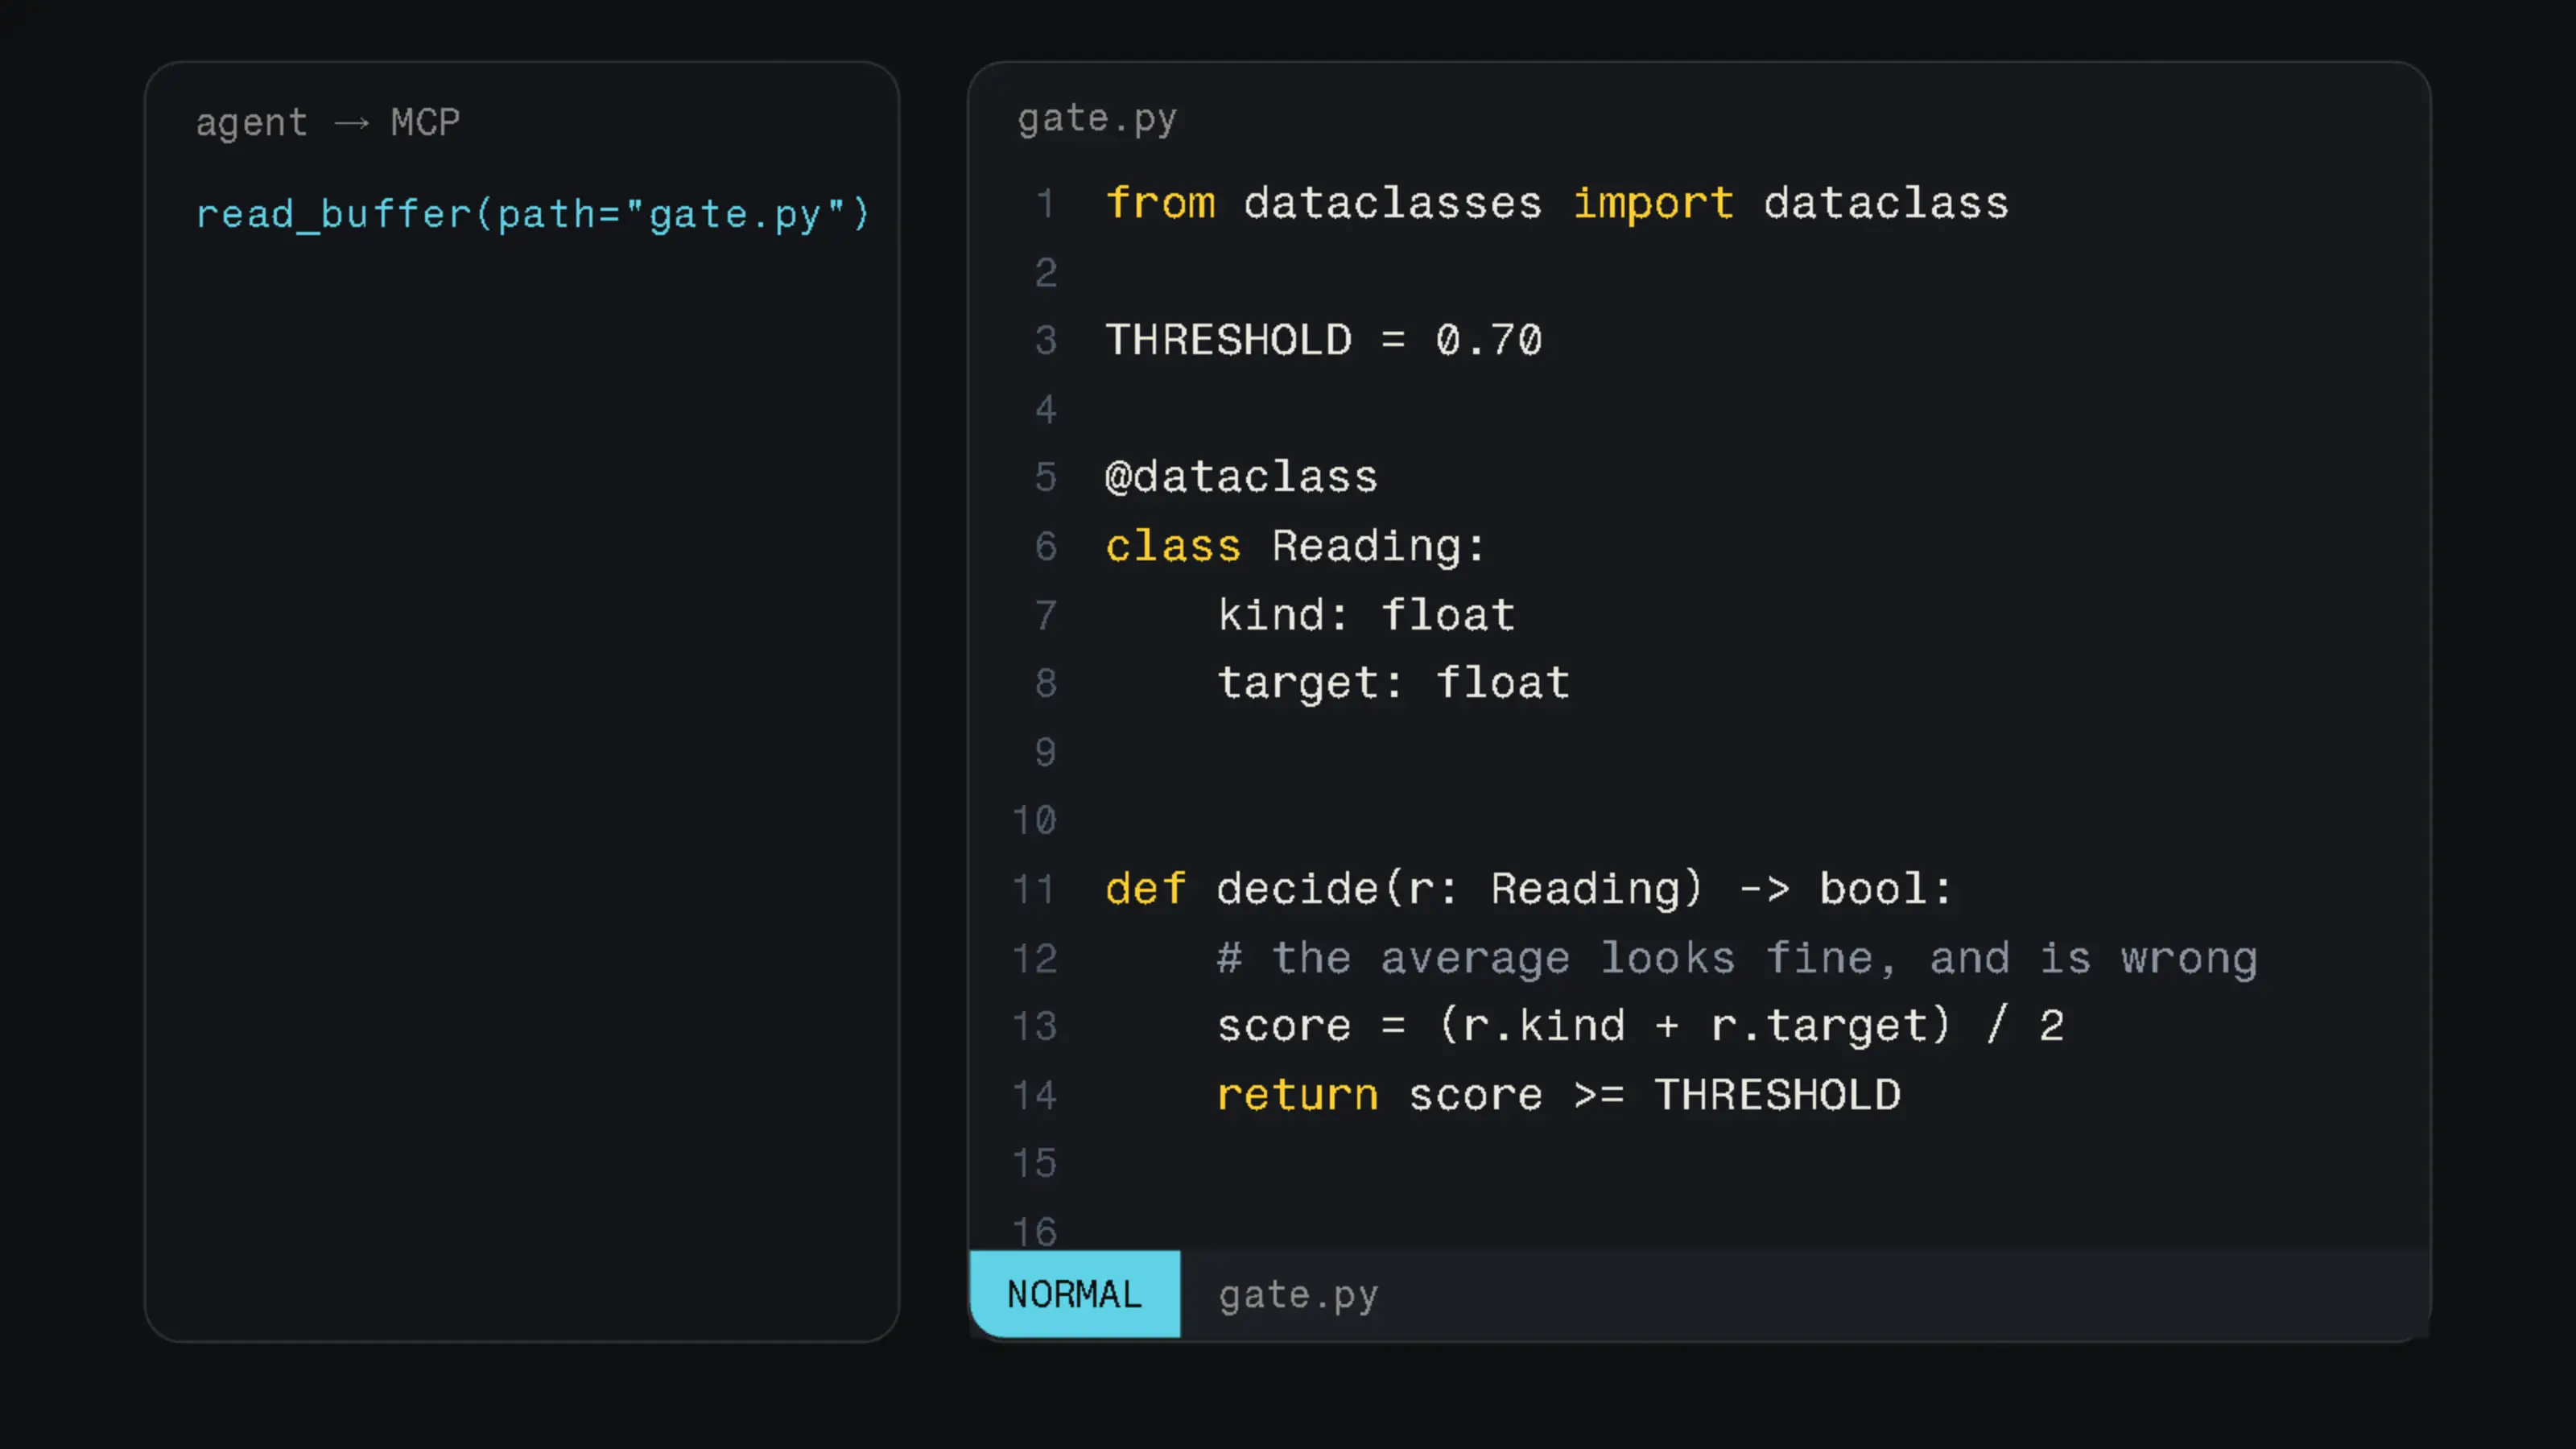 agent → MCP
read_buffer(path="gate.py")
gate.py
1 from dataclasses import dataclass
2
3 THRESHOLD = 0.70
4
5 @dataclass
6 class Reading:
7     kind: float
8     target: float
9
10
11 def decide(r: Reading) -> bool:
12     # the average looks fine, and is wrong
13     score = (r.kind + r.target) / 2
14     return score >= THRESHOLD
15
16
NORMAL gate.py